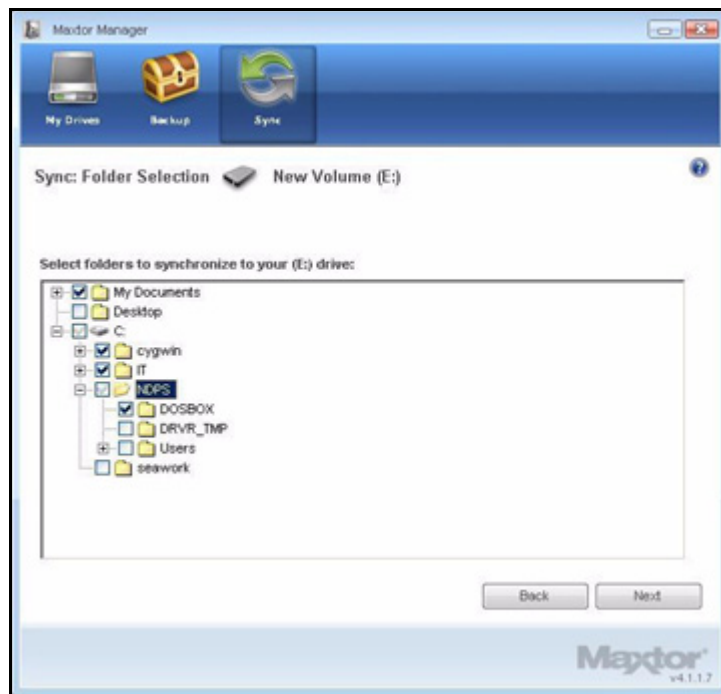 Maxtor Manager
My Drives Backup Sync
Sync: Folder Selection New Volume (E:)
Select folders to synchronize to your (E:) drive:
My Documents
Desktop
C:
cygwin
IT
NDPS
DOSBOX
DRVR_TMP
Users
seawork
Back Next
Maxtor
v4.1.1.7